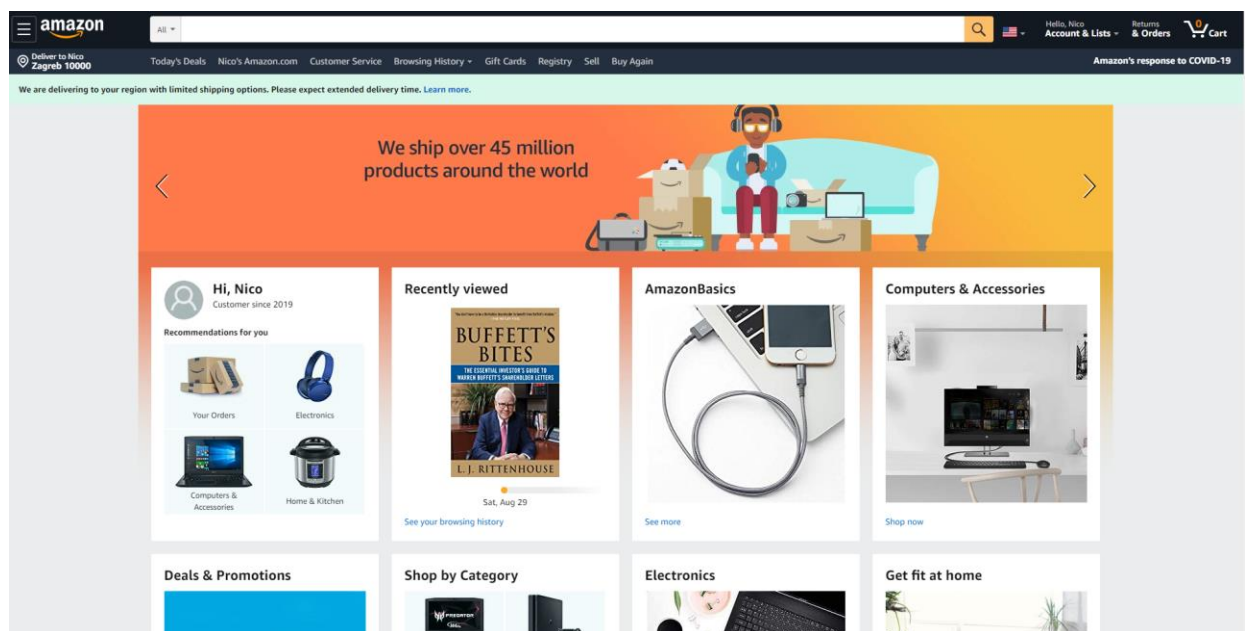 amazon
All
Hello, Nico
Account & Lists
Returns
& Orders
0
Cart
Deliver to Nico
Zagreb 10000
Today's Deals Nico's Amazon.com Customer Service Browsing History Gift Cards Registry Sell Buy Again
Amazon's response to COVID-19
We are delivering to your region with limited shipping options. Please expect extended delivery time. Learn more.
We ship over 45 million
products around the world
Hi, Nico
Customer since 2019
Recommendations for you
Your Orders
Electronics
Computers &
Accessories
Home & Kitchen
Recently viewed
BUFFETT'S
BITES
THE ESSENTIAL INVESTOR'S GUIDE TO
WARREN BUFFETT'S SHAREHOLDER LETTERS
L. J. RITTENHOUSE
Sat, Aug 29
See your browsing history
AmazonBasics
See more
Computers & Accessories
Shop now
Deals & Promotions
Shop by Category
PREDATOR
Electronics
Get fit at home